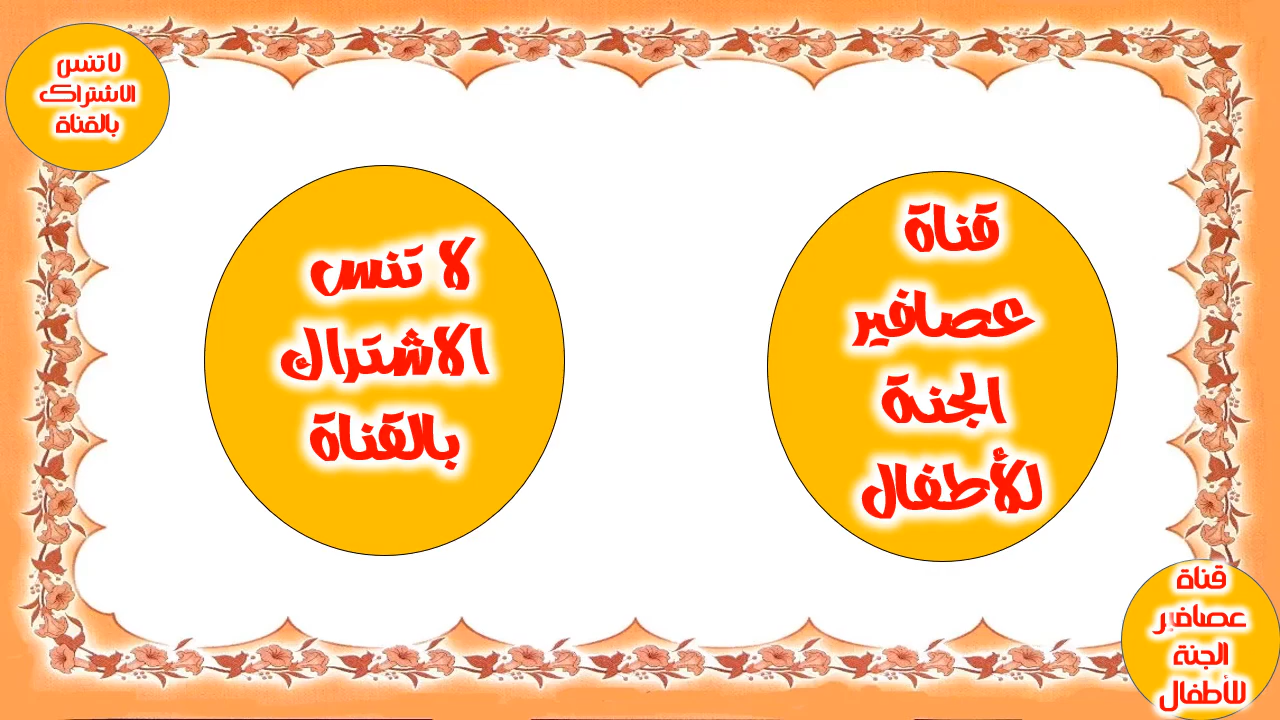 لا تنس
الاشتراك
بالقناة
قناة
عصافير
الجنة
للأطفال
لا تنس
الاشتراك
بالقناة
قناة
عصافير
الجنة
للأطفال